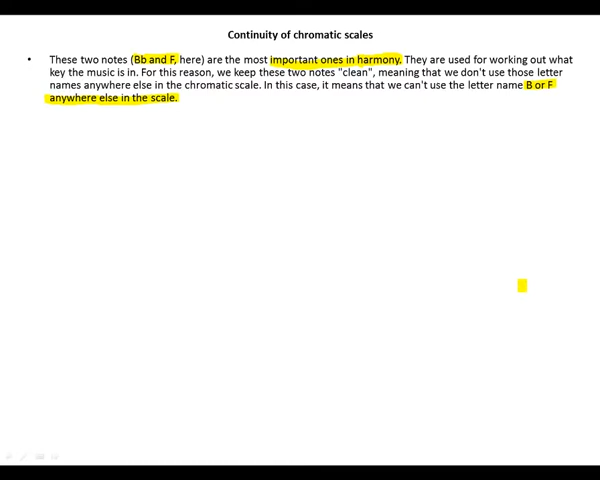 Continuity of chromatic scales
• These two notes (Bb and F, here) are the most important ones in harmony. They are used for working out what
key the music is in. For this reason, we keep these two notes "clean", meaning that we don't use those letter
names anywhere else in the chromatic scale. In this case, it means that we can't use the letter name B or F
anywhere else in the scale.